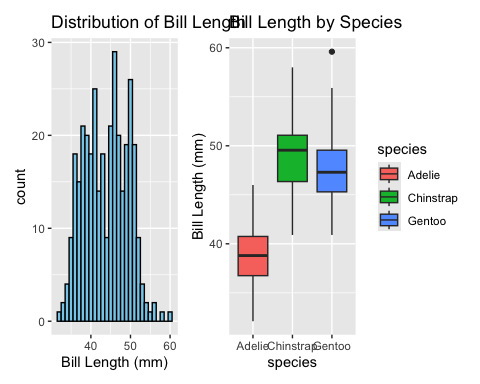 Distribution of Bill Length
30
20
10
0
count
40
50
60
Bill Length (mm)
Bill Length by Species
60
50
40
Bill Length (mm)
Adelie
Chinstrap
Gentoo
species
species
Adelie
Chinstrap
Gentoo